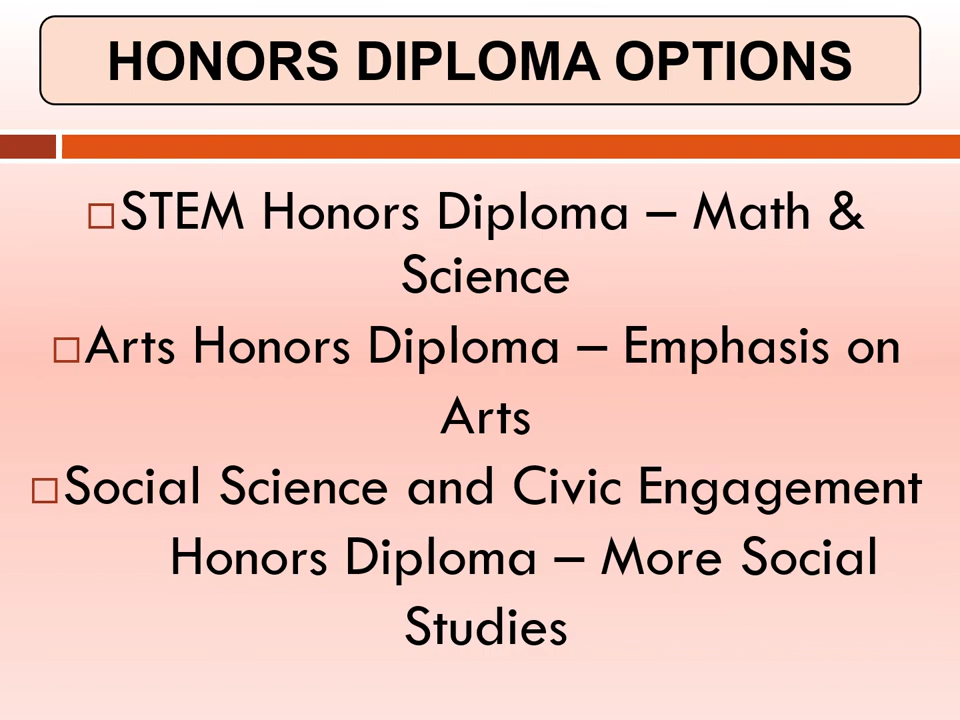 HONORS DIPLOMA OPTIONS
STEM Honors Diploma – Math &
Science
Arts Honors Diploma – Emphasis on
Arts
Social Science and Civic Engagement
Honors Diploma – More Social
Studies